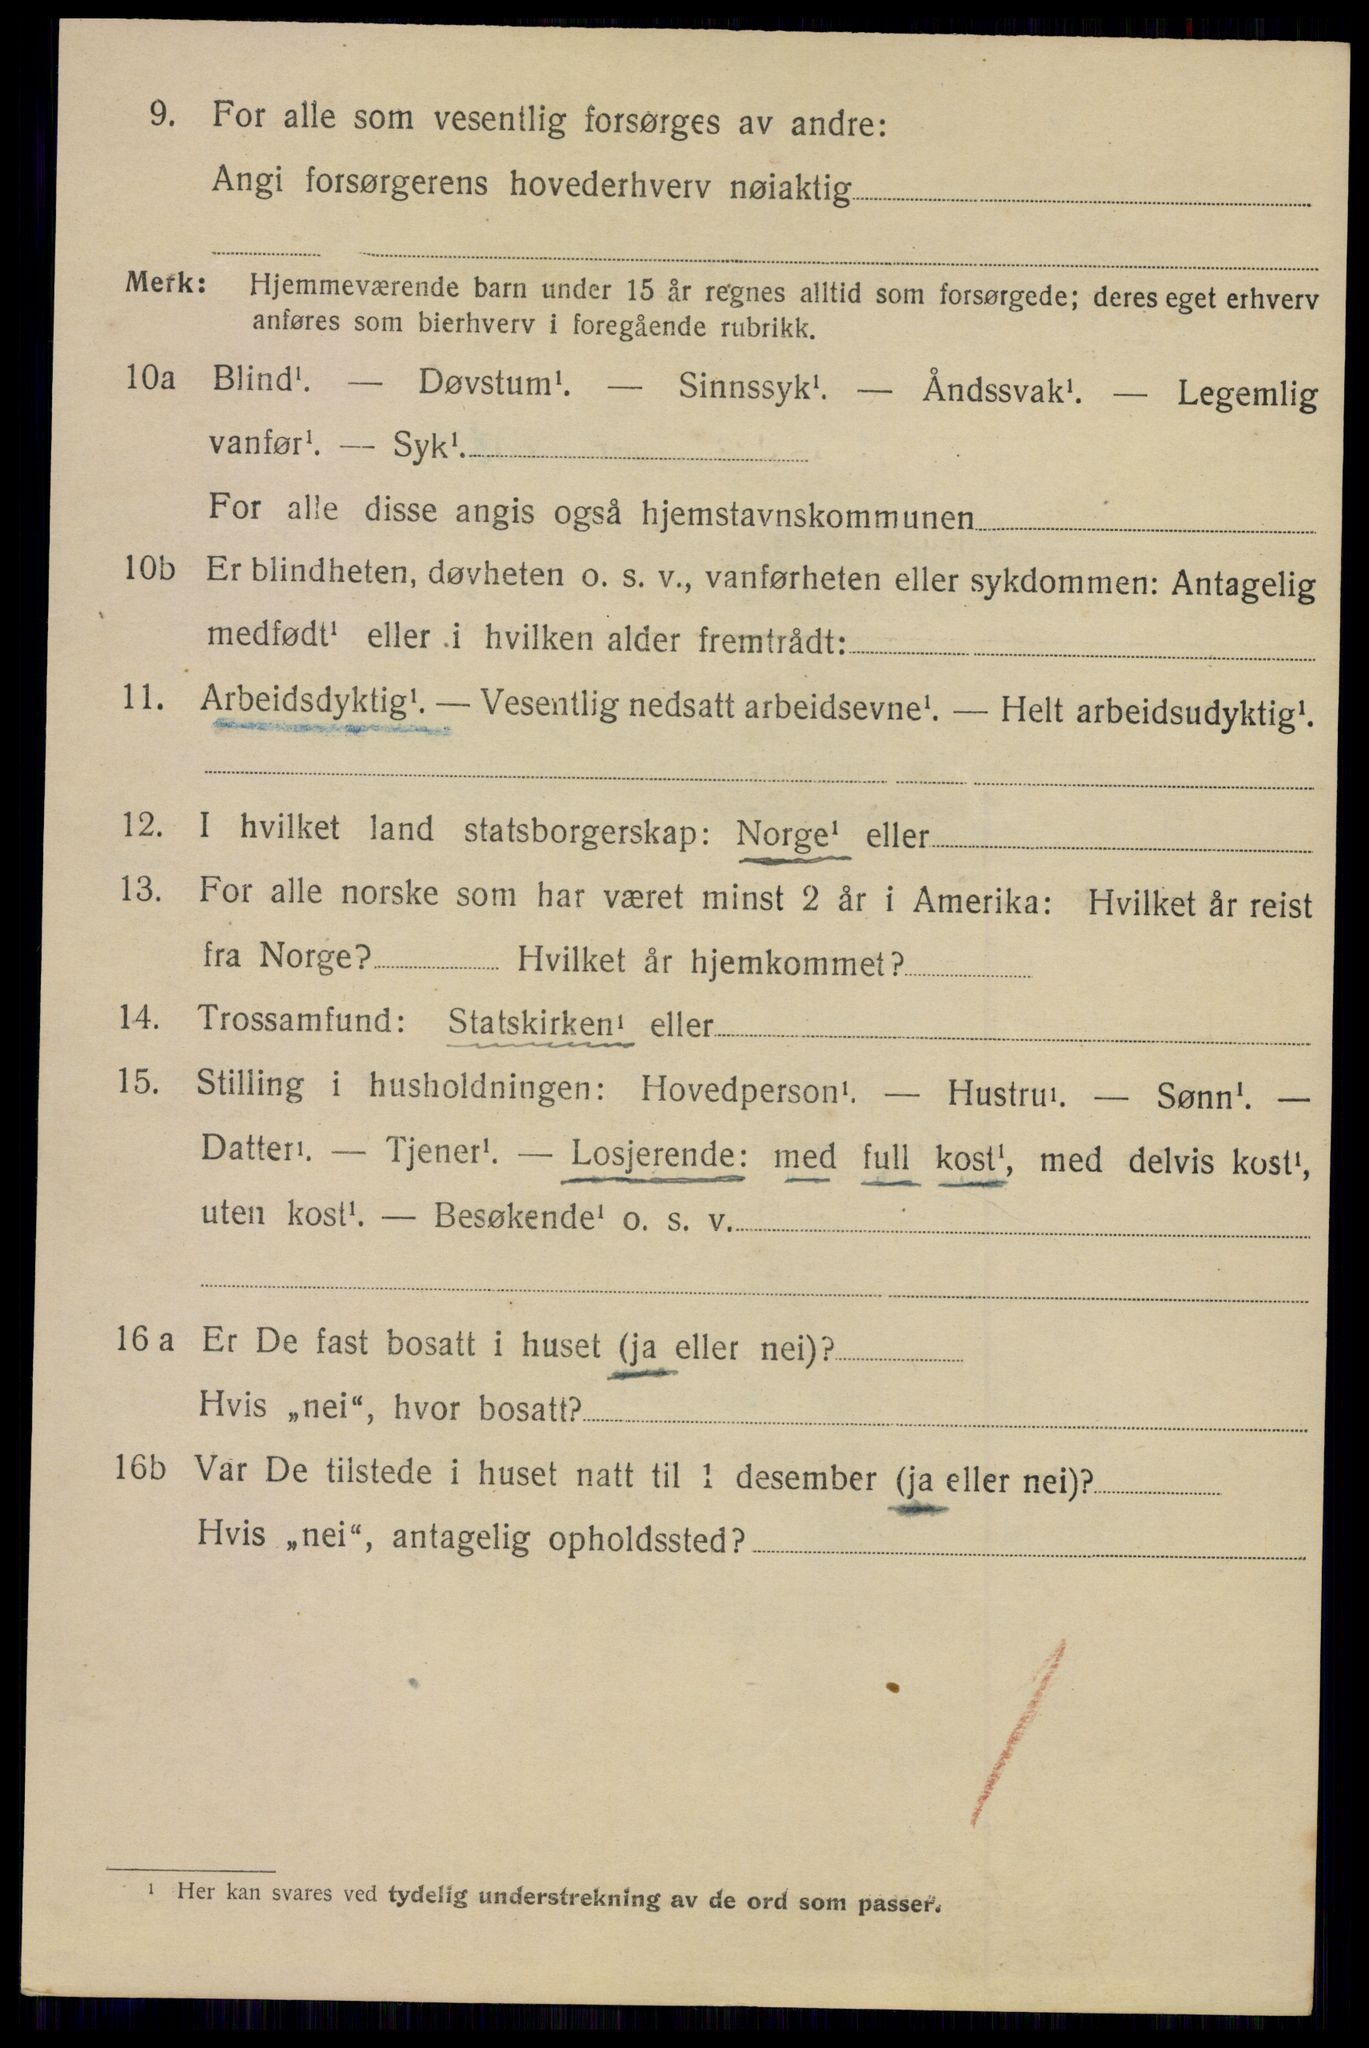 9. For alle som vesentlig forsørges av andre:
Angi forsørgerens hovederhverv nøiaktig
Merk: Hjemmeværende barn under 15 år regnes alltid som forsørgede; deres eget erhverv
anføres som bierhverv i foregående rubrikk.
10a Blind¹. — Døvstum¹. — Sinnssyk¹. — Åndssvak¹. — Legemlig
vanfør¹. — Syk¹.
For alle disse angis også hjemstavnskommunen
10b Er blindheten, døvheten o. s. v., vanførheten eller sykdommen: Antagelig
medfødt¹ eller i hvilken alder fremtrådt:
11. Arbeidsdyktig¹. — Vesentlig nedsatt arbeidsevne¹. — Helt arbeidsudyktig¹.
12. I hvilket land statsborgerskap: Norge¹ eller
13. For alle norske som har været minst 2 år i Amerika: Hvilket år reist
fra Norge? Hvilket år hjemkommet?
14. Trossamfund: Statskirken¹ eller
15. Stilling i husholdningen: Hovedperson¹. — Hustru¹. — Sønn¹. —
Datter¹. — Tjener¹. — Losjerende: med full kost¹, med delvis kost¹,
uten kost¹. — Besøkende¹ o. s. v.
16 a Er De fast bosatt i huset (ja eller nei)?
Hvis „nei“, hvor bosatt?
16b Var De tilstede i huset natt til 1 desember (ja eller nei)?
Hvis „nei“, antagelig opholdssted?
¹ Her kan svares ved tydelig understrekning av de ord som passer.